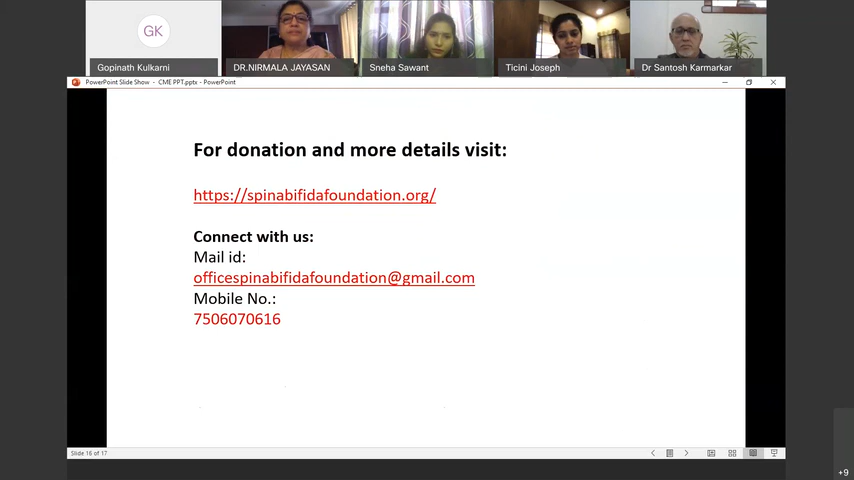 GK
Gopinath Kulkarni
DR.NIRMALA JAYASAN
Sneha Sawant
Ticini Joseph
Dr Santosh Karmarkar
PowerPoint Slide Show - CME PPT.pptx - PowerPoint
For donation and more details visit:
https://spinabifidafoundation.org/
Connect with us:
Mail id:
officespinabifidafoundation@gmail.com
Mobile No.:
7506070616
Slide 16 of 17
+9